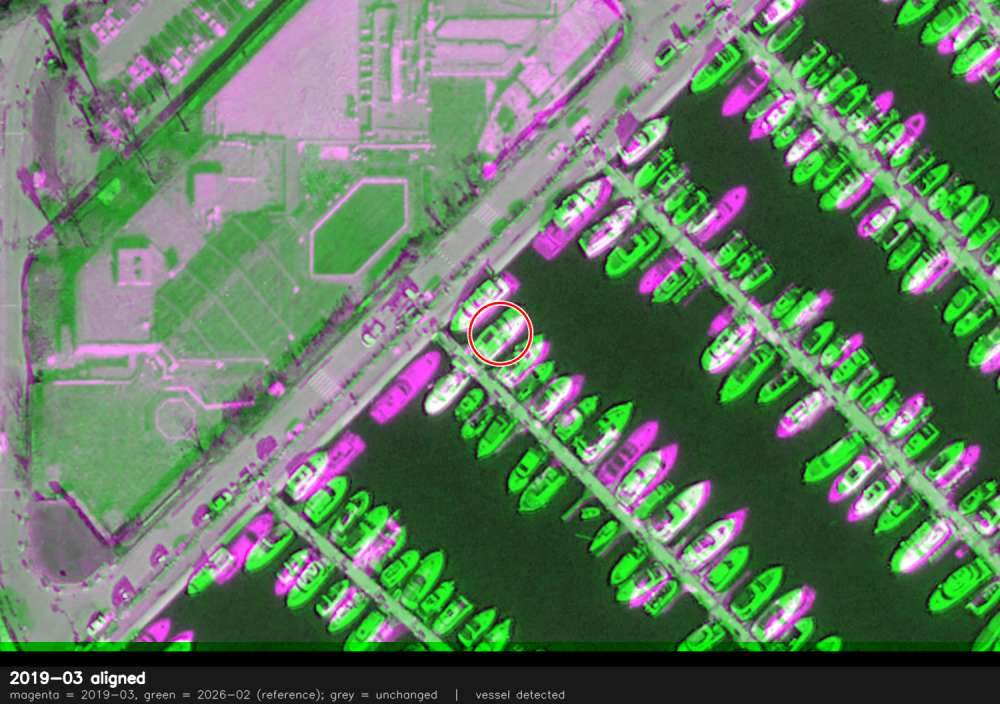 2019-03 aligned
magenta = 2019-03, green = 2026-02 (reference); grey = unchanged | vessel detected